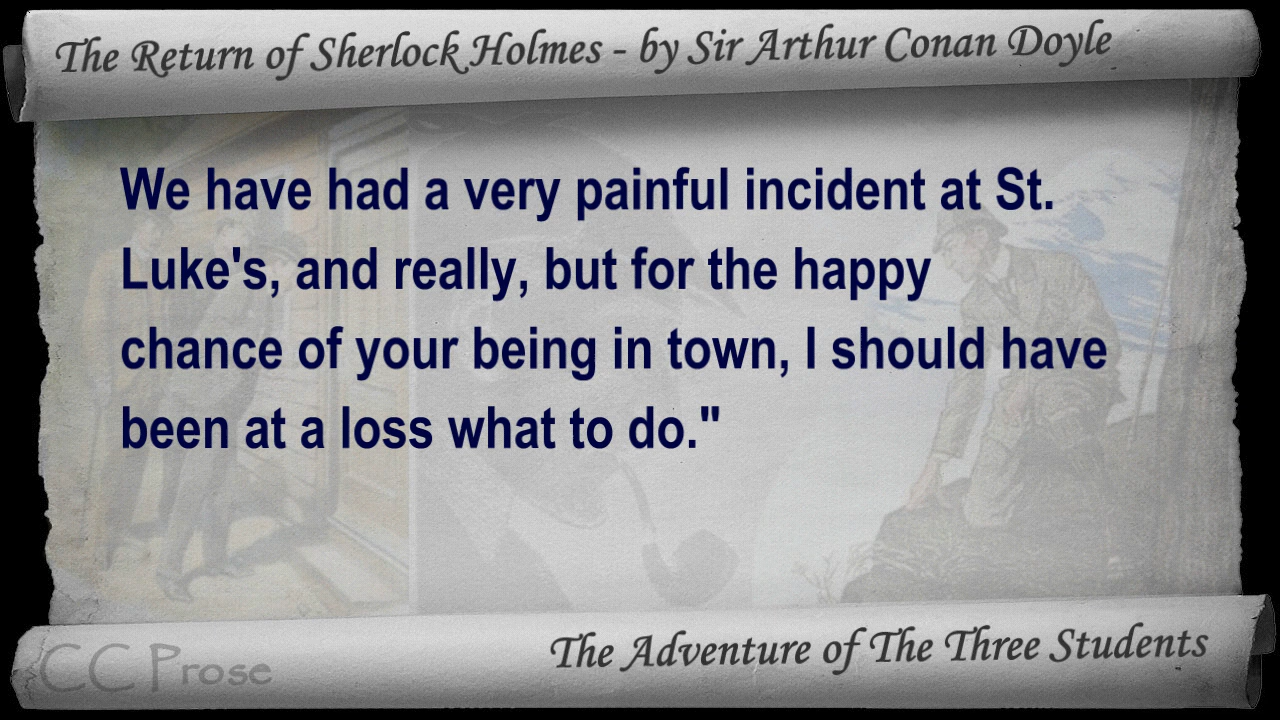 The Return of Sherlock Holmes - by Sir Arthur Conan Doyle
We have had a very painful incident at St.
Luke's, and really, but for the happy
chance of your being in town, I should have
been at a loss what to do."
The Adventure of The Three Students
CC Prose